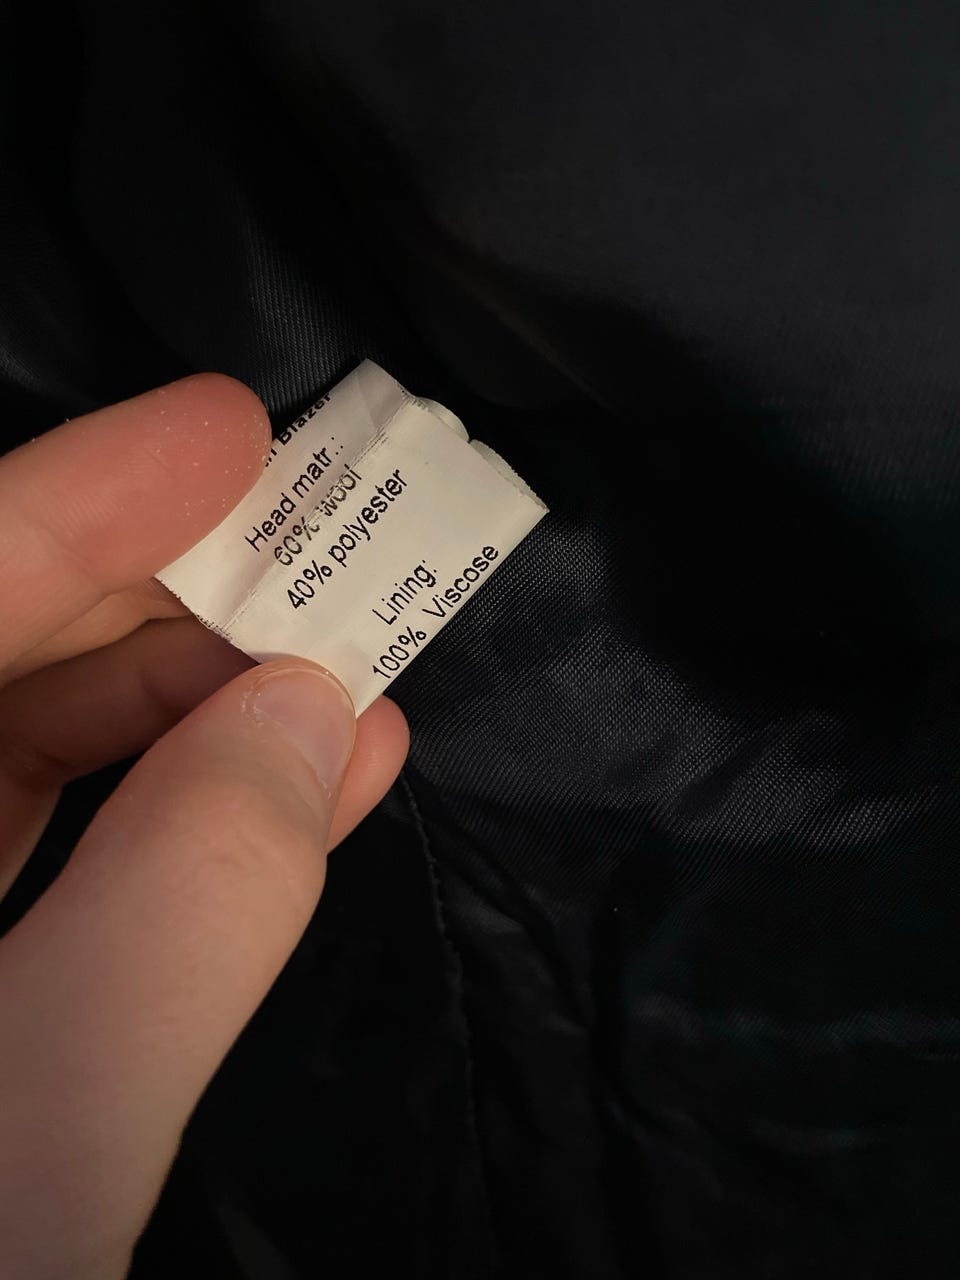 Blazer
Head matr.:
60% wool
40% polyester
Lining:
100% Viscose